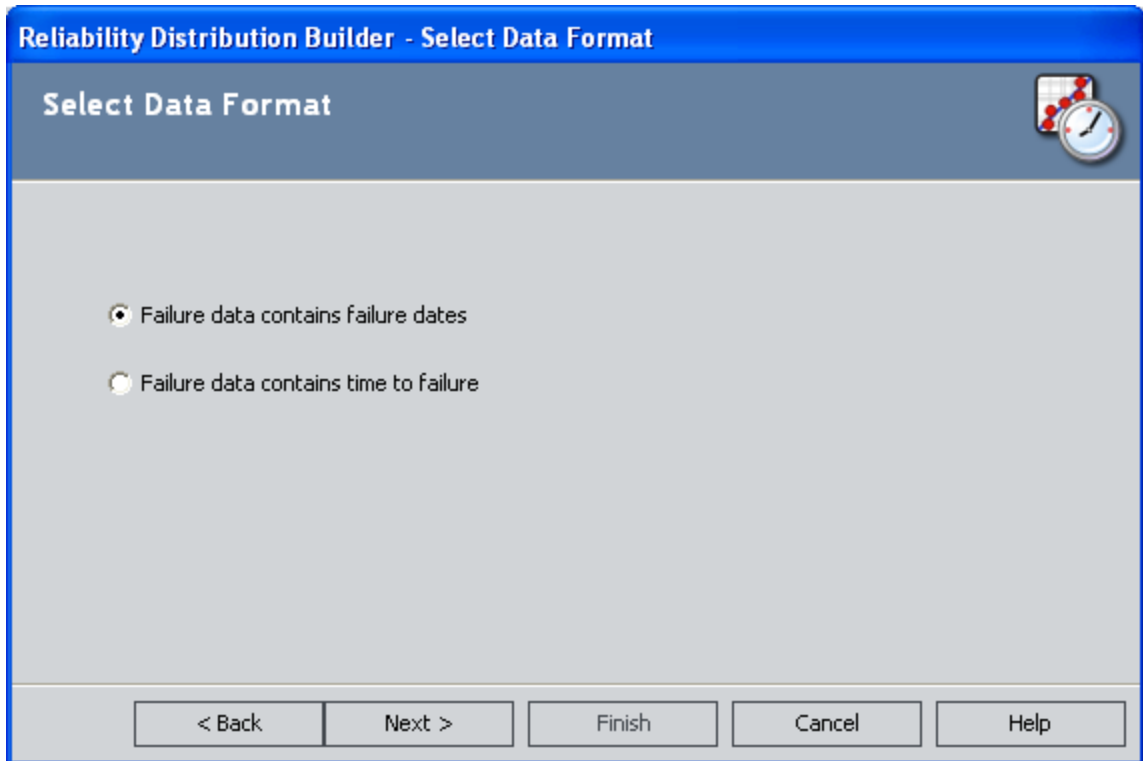 Reliability Distribution Builder - Select Data Format
Select Data Format
Failure data contains failure dates
Failure data contains time to failure
< Back Next > Finish Cancel Help